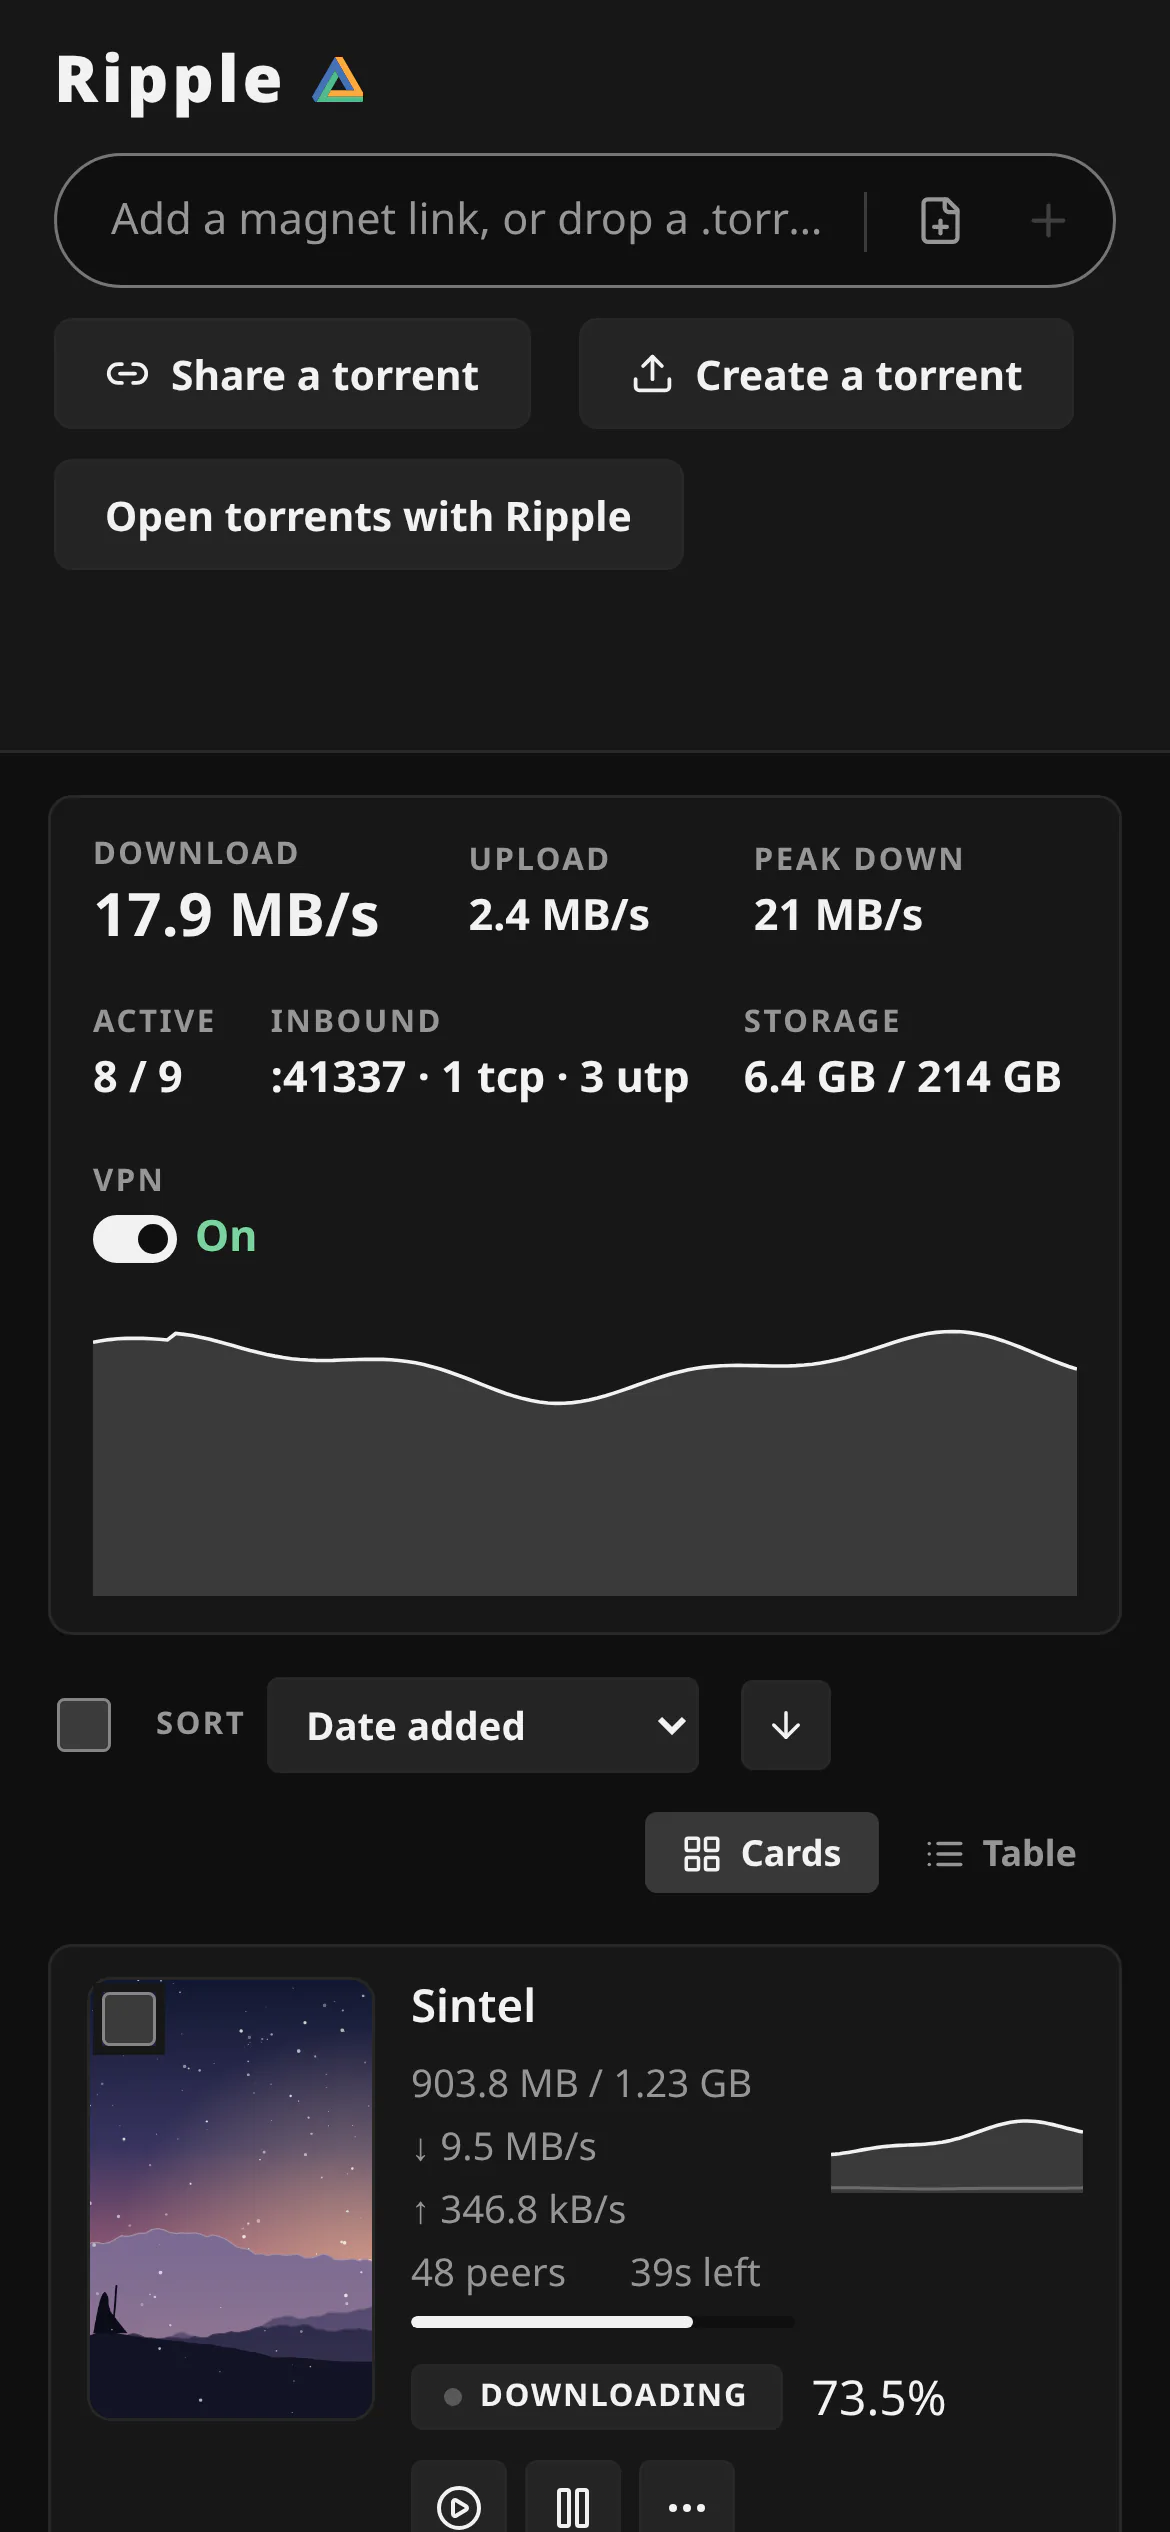 Ripple
Add a magnet link, or drop a .torr...
Share a torrent
Create a torrent
Open torrents with Ripple
DOWNLOAD
17.9 MB/s
UPLOAD
2.4 MB/s
PEAK DOWN
21 MB/s
ACTIVE
8 / 9
INBOUND
:41337 · 1 tcp · 3 utp
STORAGE
6.4 GB / 214 GB
VPN
On
SORT
Date added
Cards
Table
Sintel
903.8 MB / 1.23 GB
↓ 9.5 MB/s
↑ 346.8 kB/s
48 peers 39s left
DOWNLOADING 73.5%